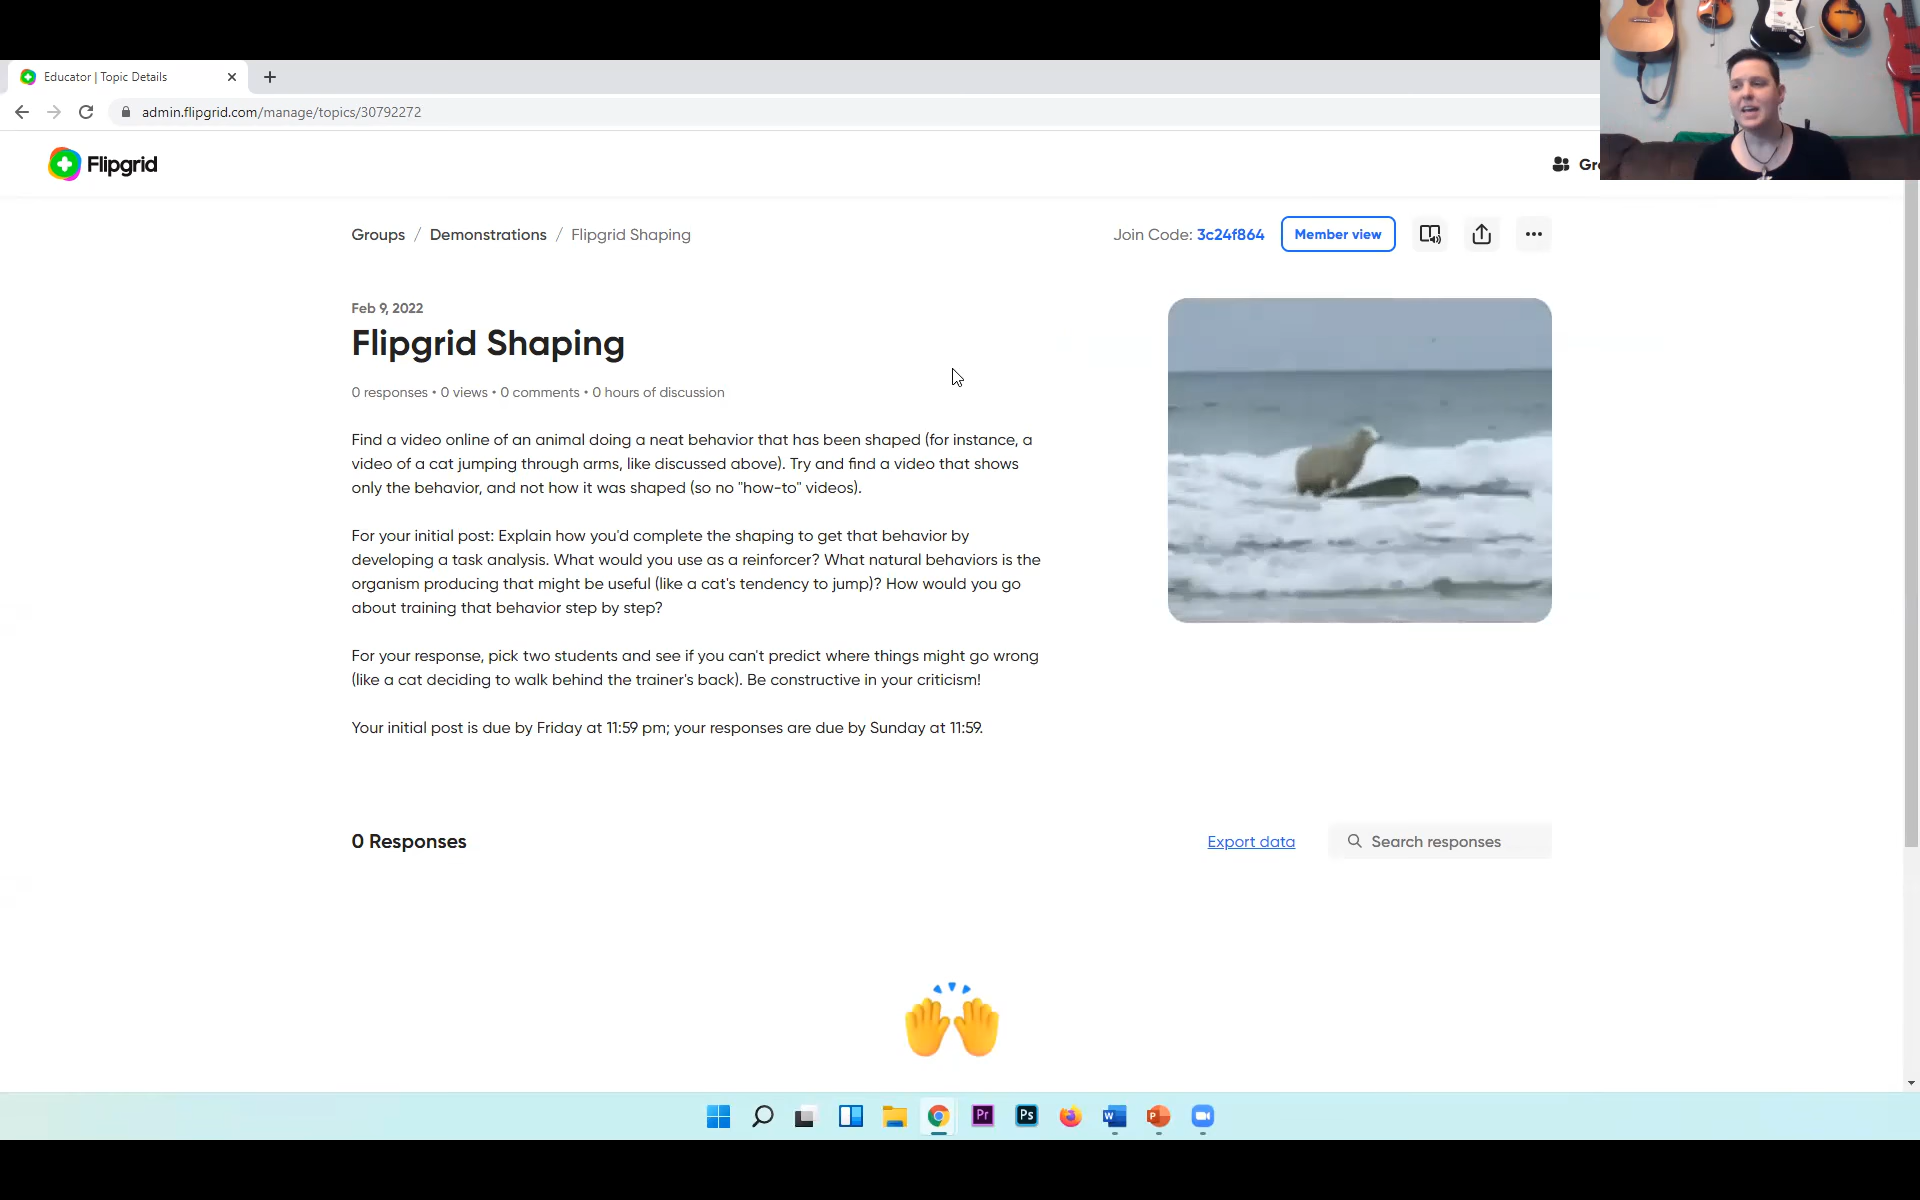 Educator | Topic Details
admin.flipgrid.com/manage/topics/30792272
Flipgrid
Groups / Demonstrations / Flipgrid Shaping
Join Code: 3c24f864
Member view
Feb 9, 2022
Flipgrid Shaping
0 responses • 0 views • 0 comments • 0 hours of discussion
Find a video online of an animal doing a neat behavior that has been shaped (for instance, a
video of a cat jumping through arms, like discussed above). Try and find a video that shows
only the behavior, and not how it was shaped (so no "how-to" videos).
For your initial post: Explain how you'd complete the shaping to get that behavior by
developing a task analysis. What would you use as a reinforcer? What natural behaviors is the
organism producing that might be useful (like a cat's tendency to jump)? How would you go
about training that behavior step by step?
For your response, pick two students and see if you can't predict where things might go wrong
(like a cat deciding to walk behind the trainer's back). Be constructive in your criticism!
Your initial post is due by Friday at 11:59 pm; your responses are due by Sunday at 11:59.
0 Responses
Export data
Search responses
Pr
Ps
W
P